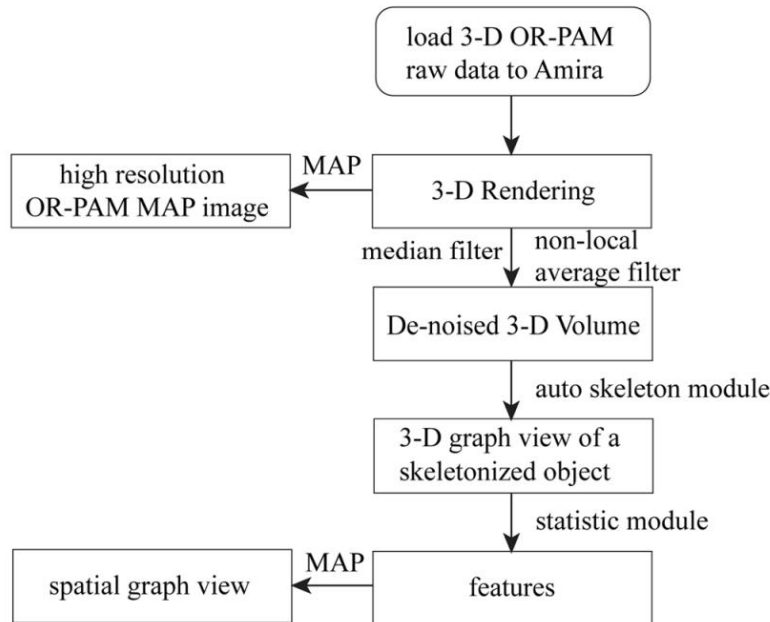 load 3-D OR-PAM
raw data to Amira
MAP
high resolution
OR-PAM MAP image
3-D Rendering
median filter
non-local
average filter
De-noised 3-D Volume
auto skeleton module
3-D graph view of a
skeletonized object
statistic module
MAP
spatial graph view
features